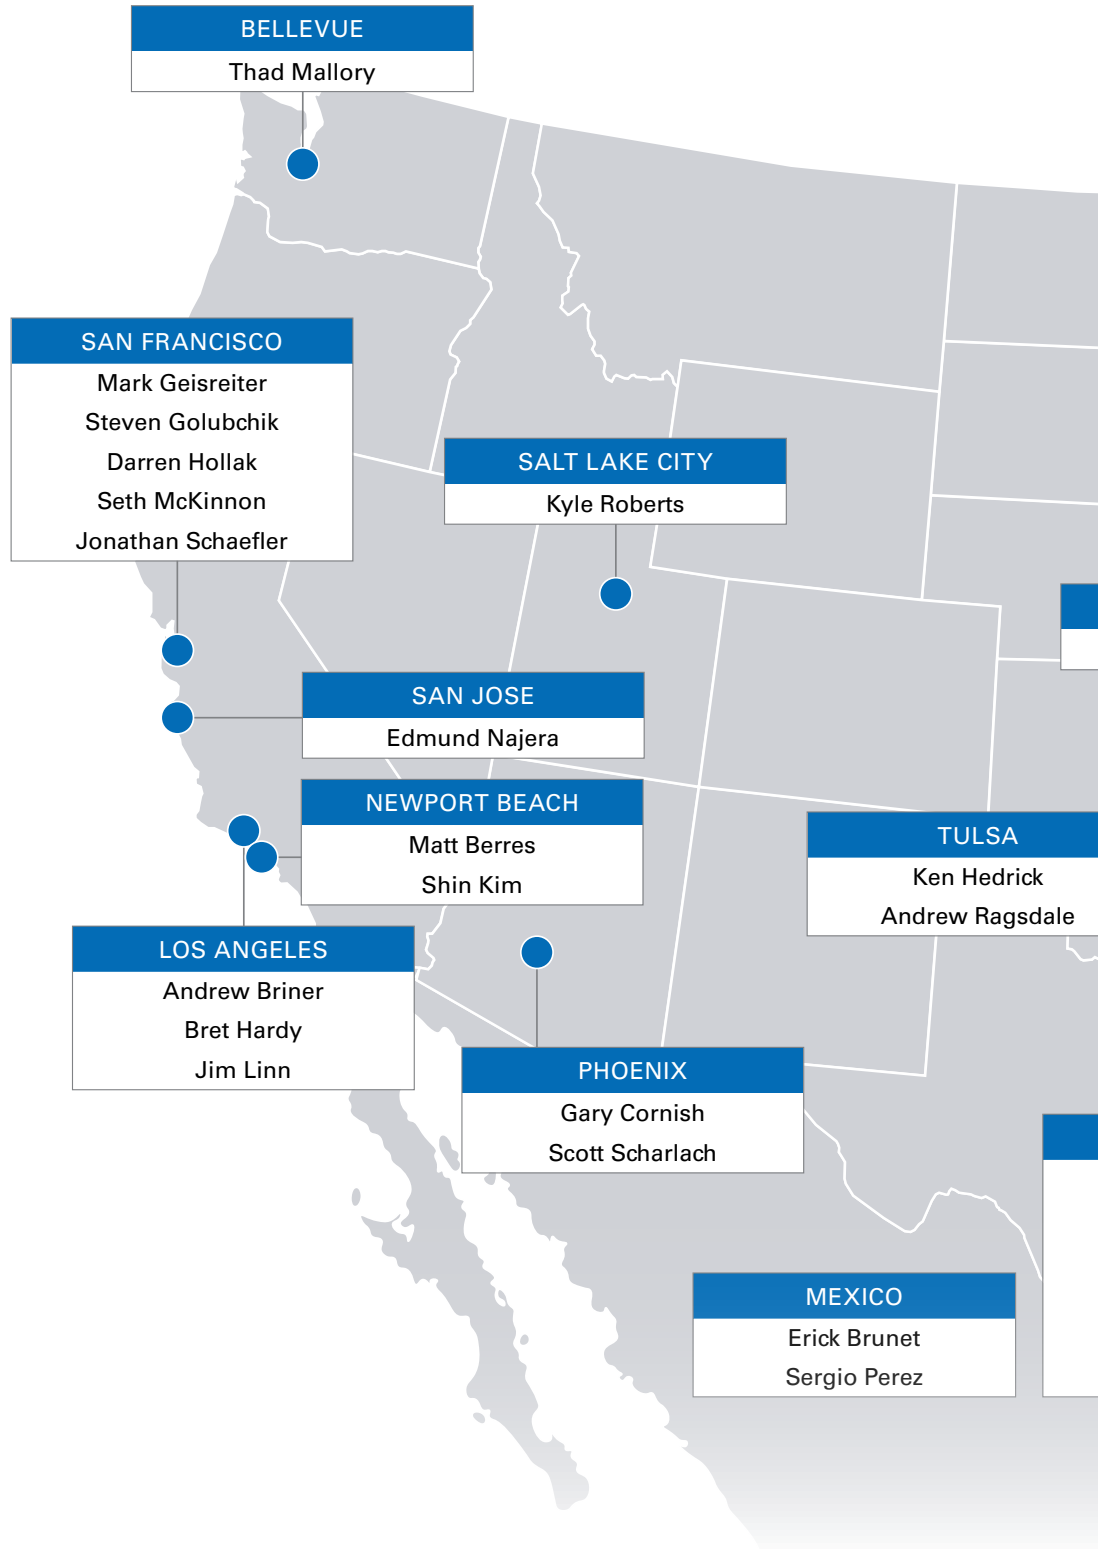 BELLEVUE
Thad Mallory
SAN FRANCISCO
Mark Geisreiter
Steven Golubchik
Darren Hollak
Seth McKinnon
Jonathan Schaefler
SALT LAKE CITY
Kyle Roberts
SAN JOSE
Edmund Najera
NEWPORT BEACH
Matt Berres
Shin Kim
TULSA
Ken Hedrick
Andrew Ragsdale
LOS ANGELES
Andrew Briner
Bret Hardy
Jim Linn
PHOENIX
Gary Cornish
Scott Scharlach
MEXICO
Erick Brunet
Sergio Perez